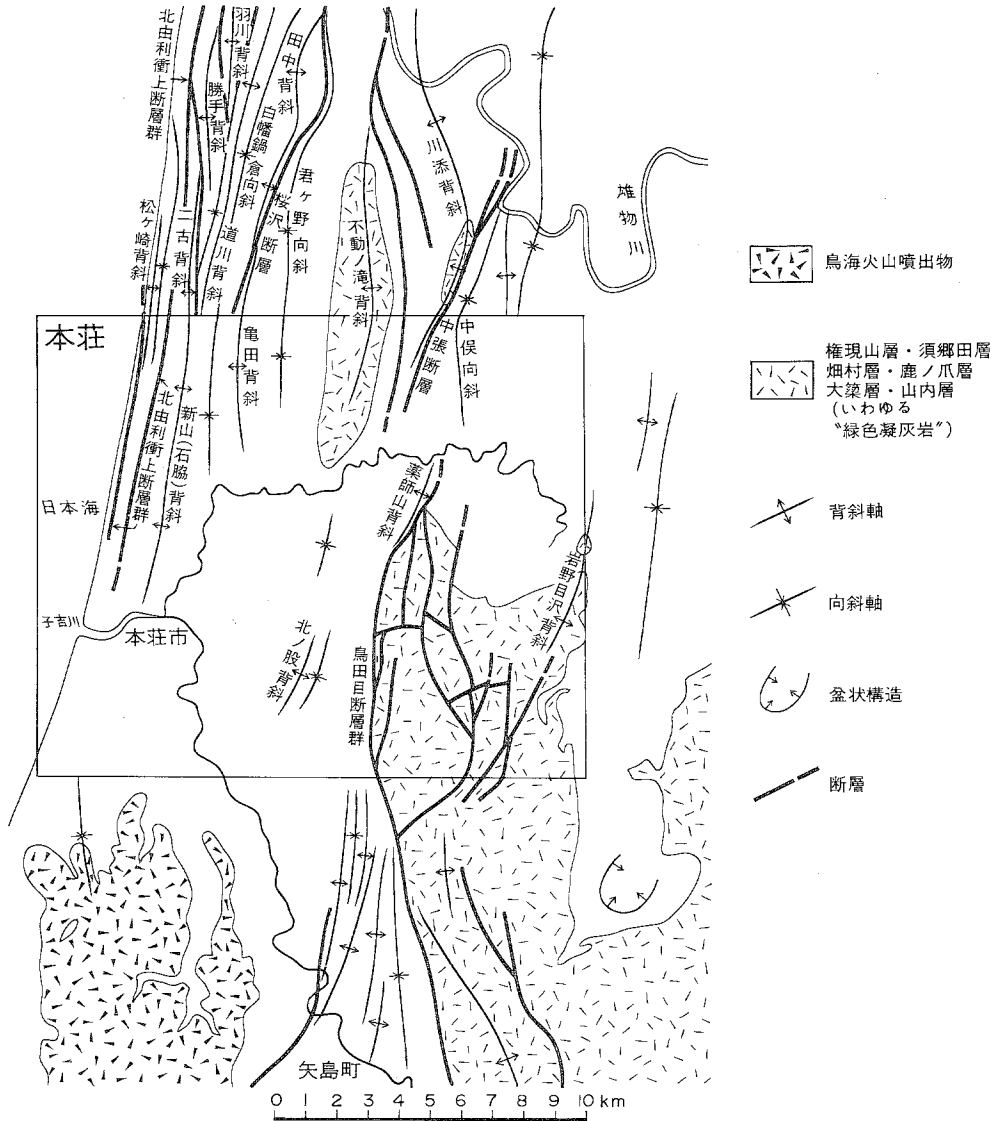 北由利衝上断層群
羽川背斜
勝手背斜
田中背斜
白幡鍋倉向斜
松ヶ崎背斜
二古背斜
道川背斜
桜沢断層
君ヶ野向斜
不動ノ滝背斜
川添背斜
雄物川
本荘
亀田背斜
中張断層
中俣向斜
新山(石脇)背斜
北由利衝上断層群
日本海
薬師山背斜
岩野目沢背斜
子吉川
本荘市
北ノ股背斜
鳥田目断層群
矢島町
0 1 2 3 4 5 6 7 8 9 10 km
鳥海火山噴出物
権現山層・須郷田層
畑村層・鹿ノ爪層
大簗層・山内層
(いわゆる
“緑色凝灰岩”)
背斜軸
向斜軸
盆状構造
断層